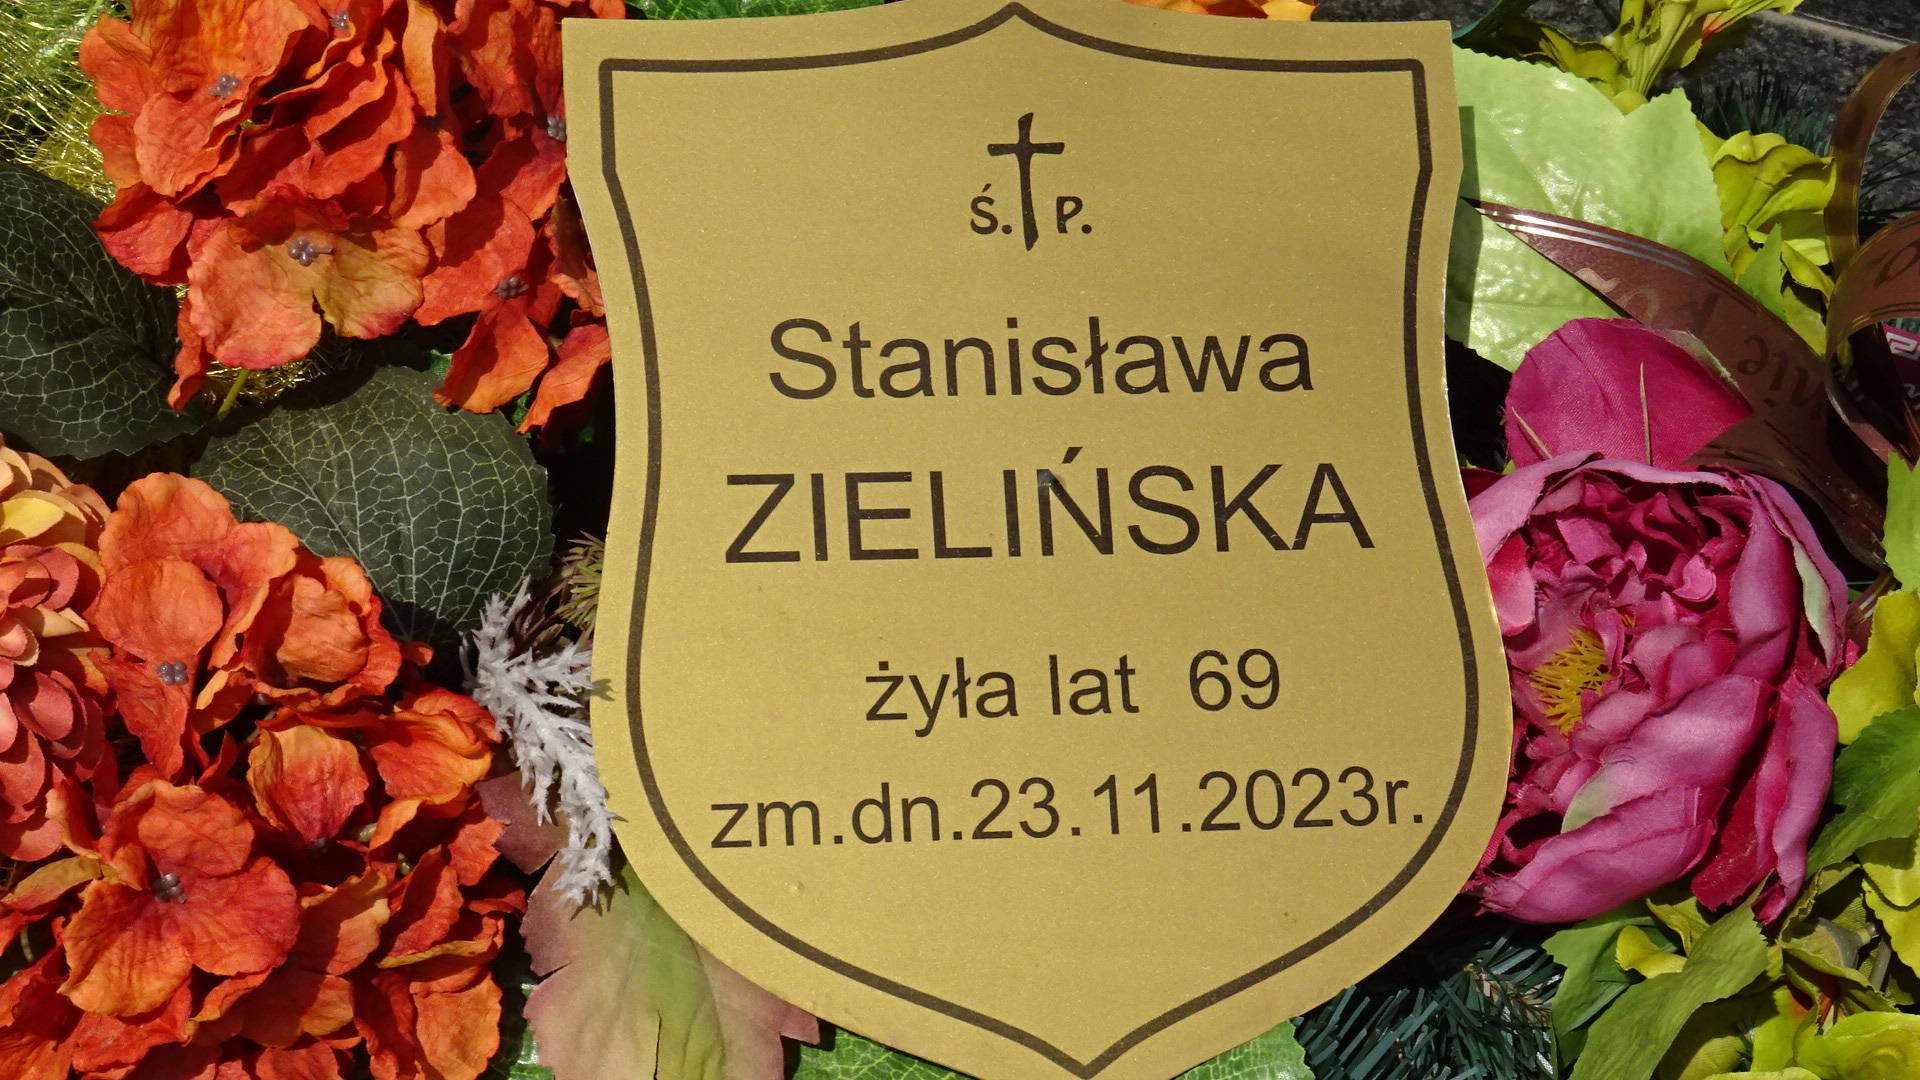 Ś. P.
Stanisława
ZIELIŃSKA
żyła lat 69
zm.dn.23.11.2023r.